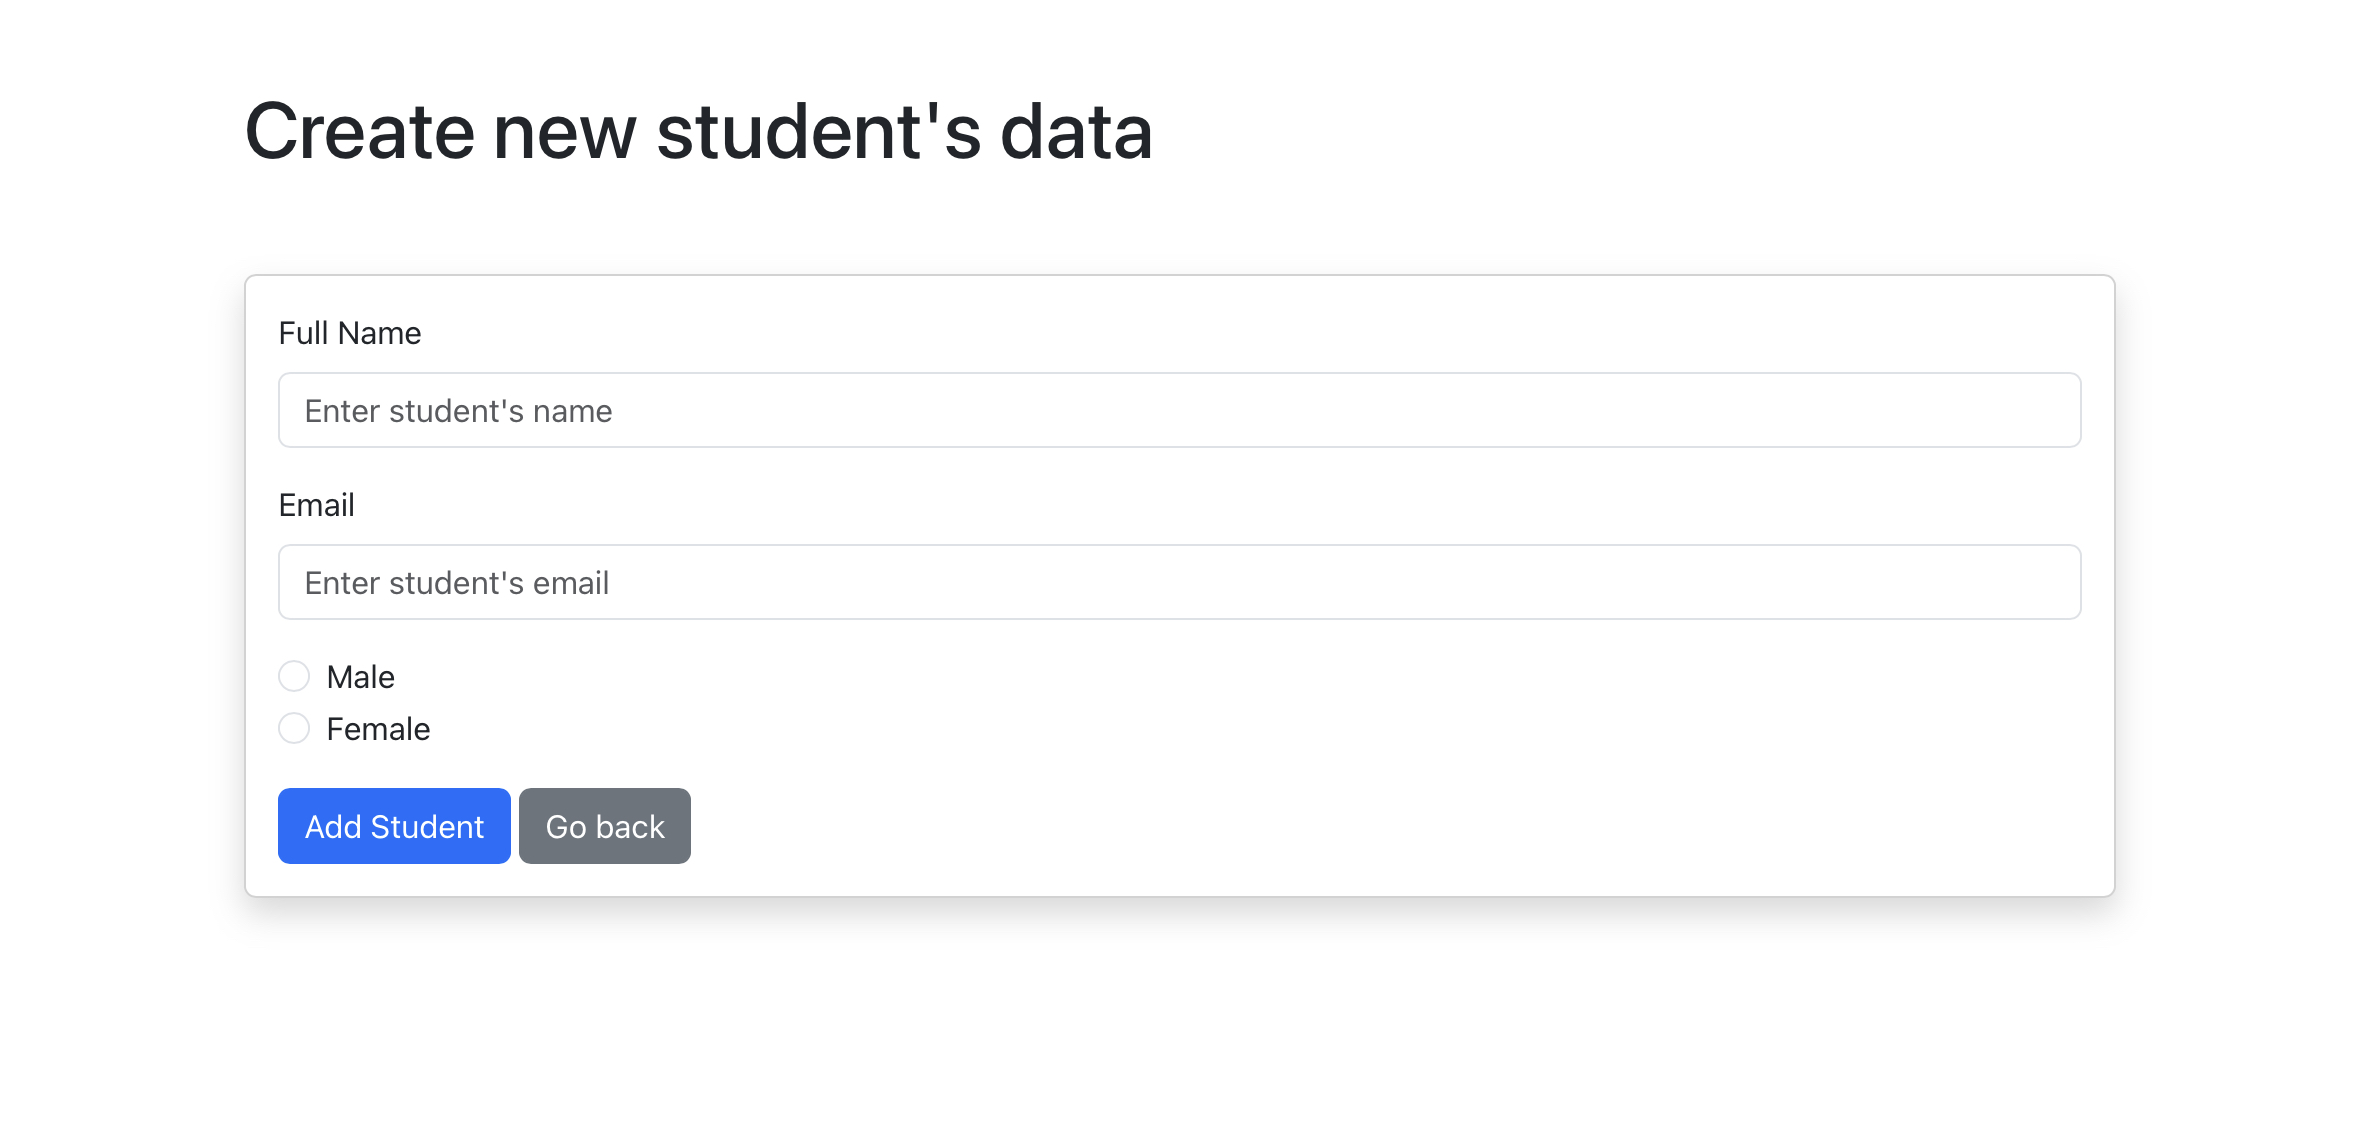 Create new student's data
Full Name
Enter student's name
Email
Enter student's email
Male
Female
Add Student Go back